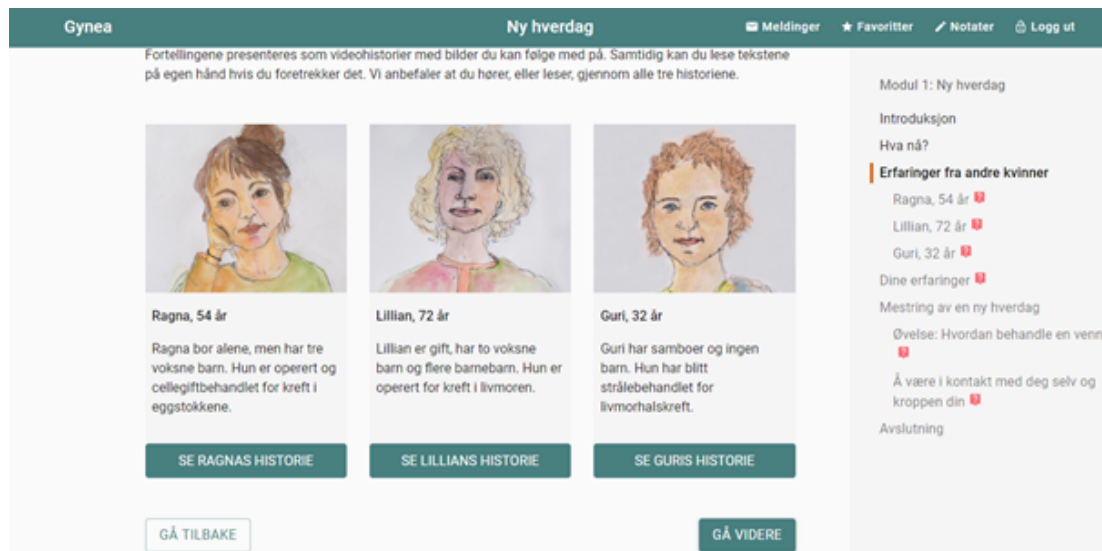 Gynea
Ny hverdag
Meldinger
Favoritter
Notater
Logg ut
Fortellingene presenteres som videohistorier med bilder du kan følge med på. Samtidig kan du lese tekstene
på egen hånd hvis du foretrekker det. Vi anbefaler at du hører, eller leser, gjennom alle tre historiene.
Ragna, 54 år
Ragna bor alene, men har tre
voksne barn. Hun er operert og
cellegiftbehandlet for kreft i
eggstokkene.
SE RAGNAS HISTORIE
Lillian, 72 år
Lillian er gift, har to voksne
barn og flere barnebarn. Hun er
operert for kreft i livmoren.
SE LILLIANS HISTORIE
Guri, 32 år
Guri har samboer og ingen
barn. Hun har blitt
strålebehandlet for
livmorhalskreft.
SE GURIS HISTORIE
GÅ TILBAKE
GÅ VIDERE
Modul 1: Ny hverdag
Introduksjon
Hva nå?
Erfaringer fra andre kvinner
Ragna, 54 år
Lillian, 72 år
Guri, 32 år
Dine erfaringer
Mestring av en ny hverdag
Øvelse: Hvordan behandle en venn
Å være i kontakt med deg selv og
kroppen din
Avslutning